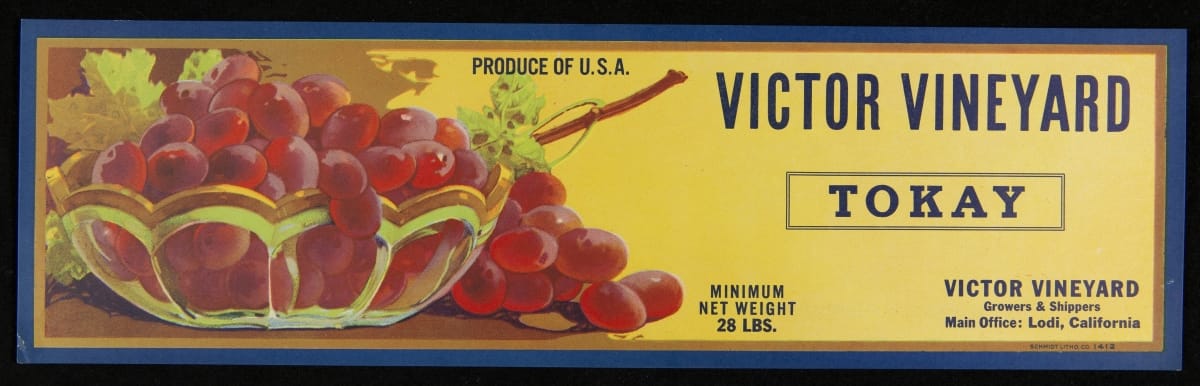 PRODUCE OF U.S.A.
VICTOR VINEYARD
TOKAY
MINIMUM
NET WEIGHT
28 LBS.
VICTOR VINEYARD
Growers & Shippers
Main Office: Lodi, California
SCHMIDT LITHO. CO. 1412